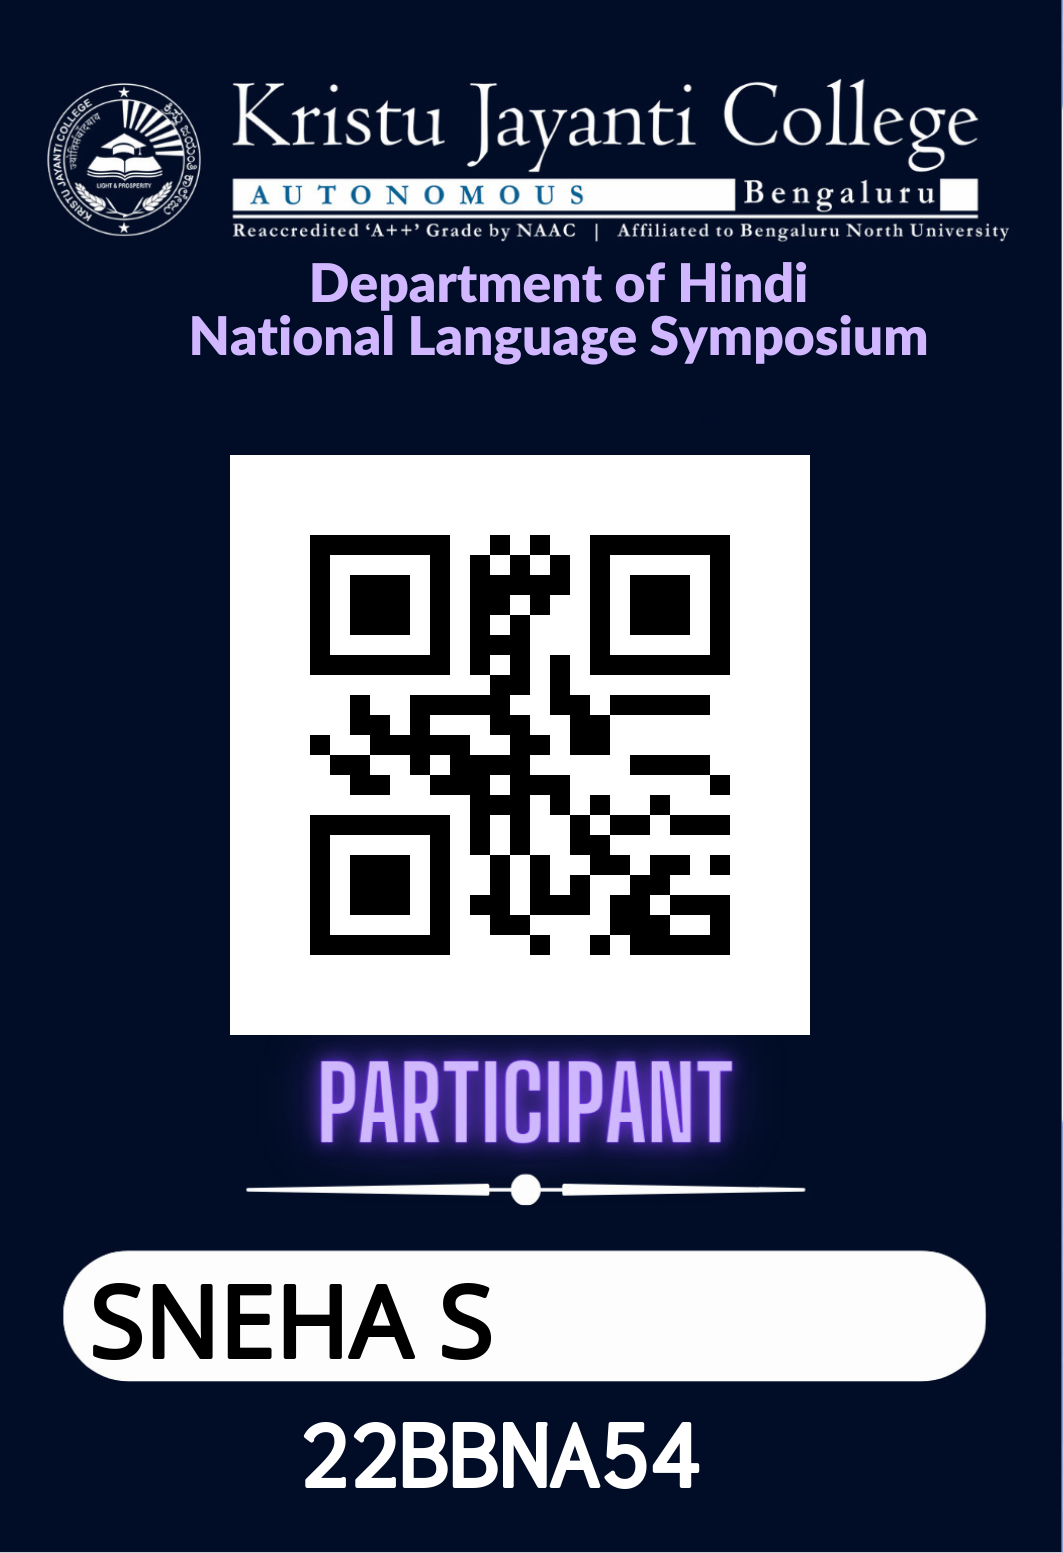 KRISTU JAYANTI COLLEGE
LIGHT & PROSPERITY
Kristu Jayanti College
AUTONOMOUS Bengaluru
Reaccredited ‘A++’ Grade by NAAC | Affiliated to Bengaluru North University
Department of Hindi
National Language Symposium
PARTICIPANT
SNEHA S
22BBNA54